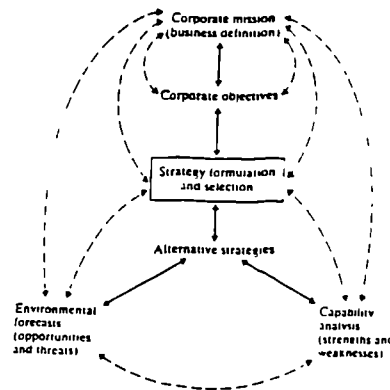 Corporate mission
(business definition)
Corporate objectives
Strategy formulation
and selection
Alternative strategies
Environmental
forecasts
(opportunities
and threats)
Capability
analysis
(strengths and
weaknesses)